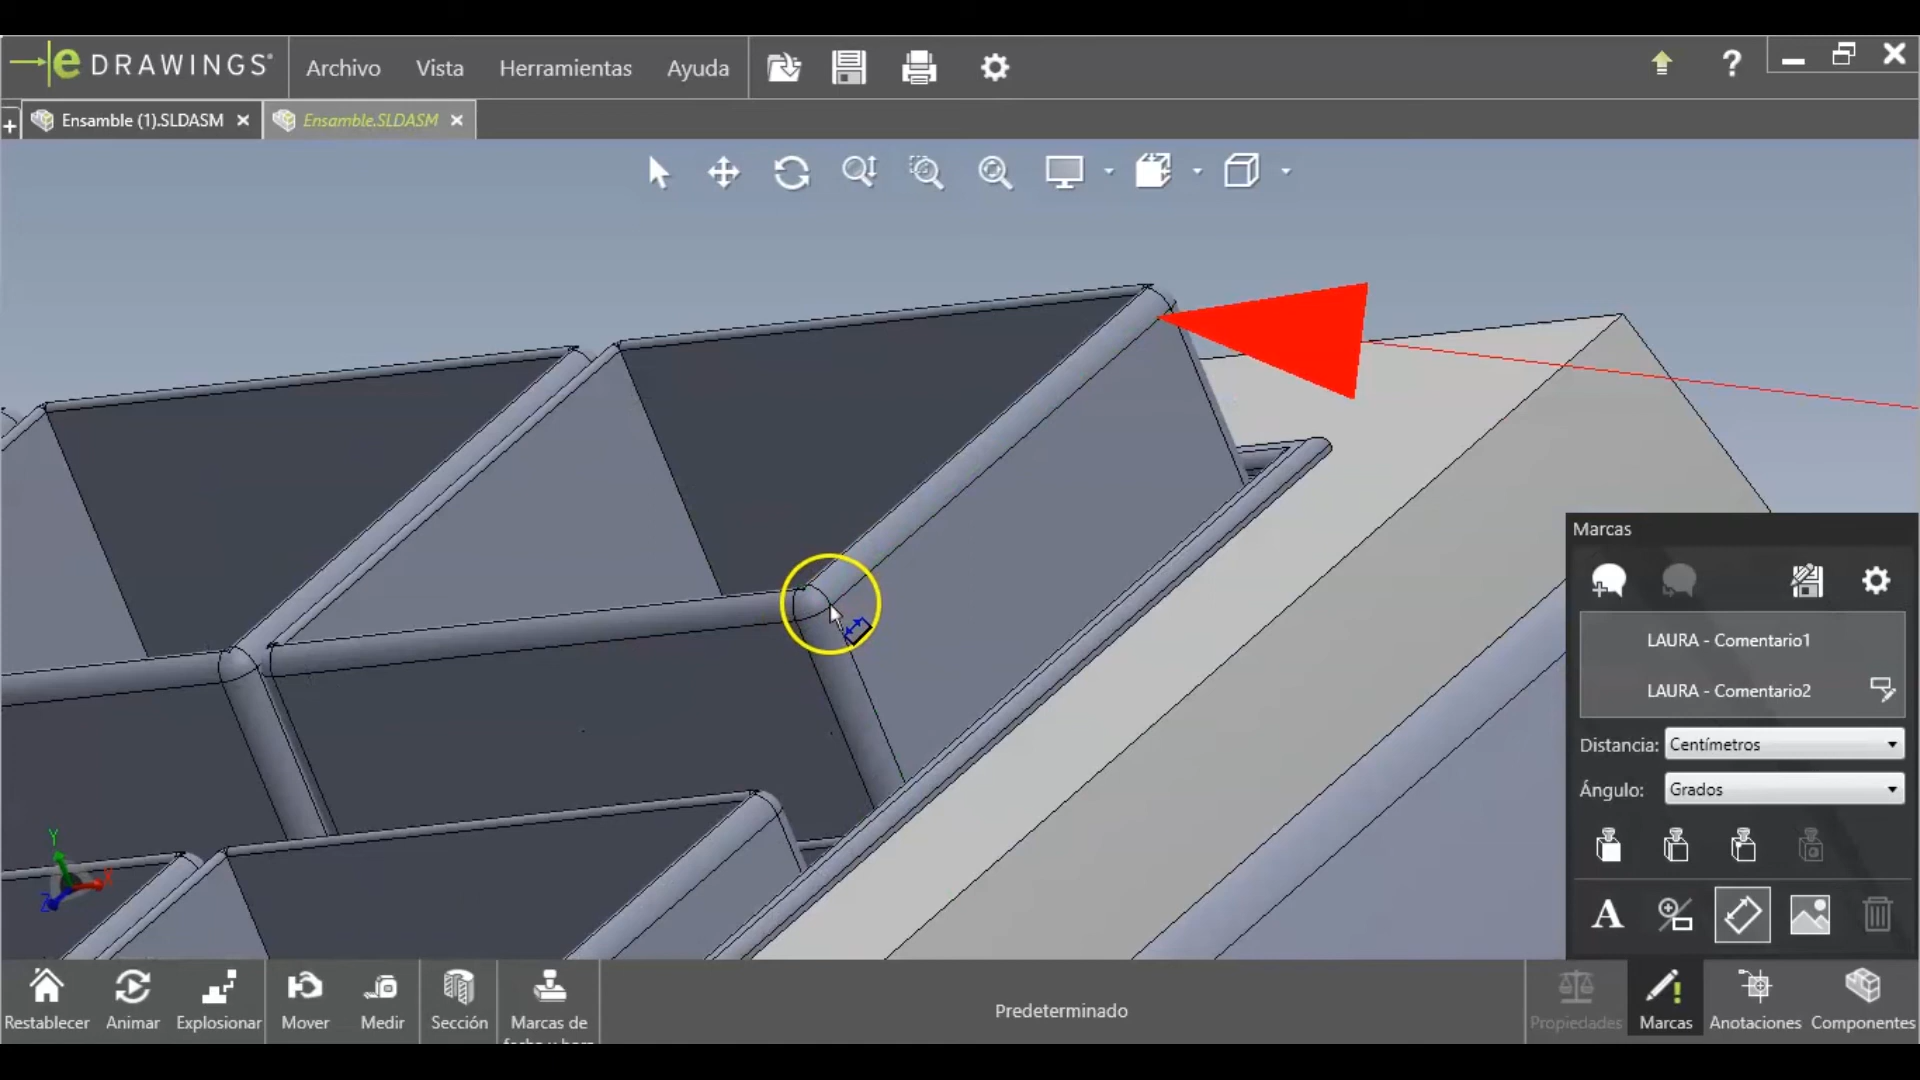 eDRAWINGS®
Archivo Vista Herramientas Ayuda
Ensamble (1).SLDASM
Ensamble.SLDASM
Marcas
LAURA - Comentario1
LAURA - Comentario2
Distancia: Centímetros
Ángulo: Grados
Y
X
Z
Restablecer Animar Explosionar Mover Medir Sección Marcas de
Predeterminado
Propiedades Marcas Anotaciones Componentes